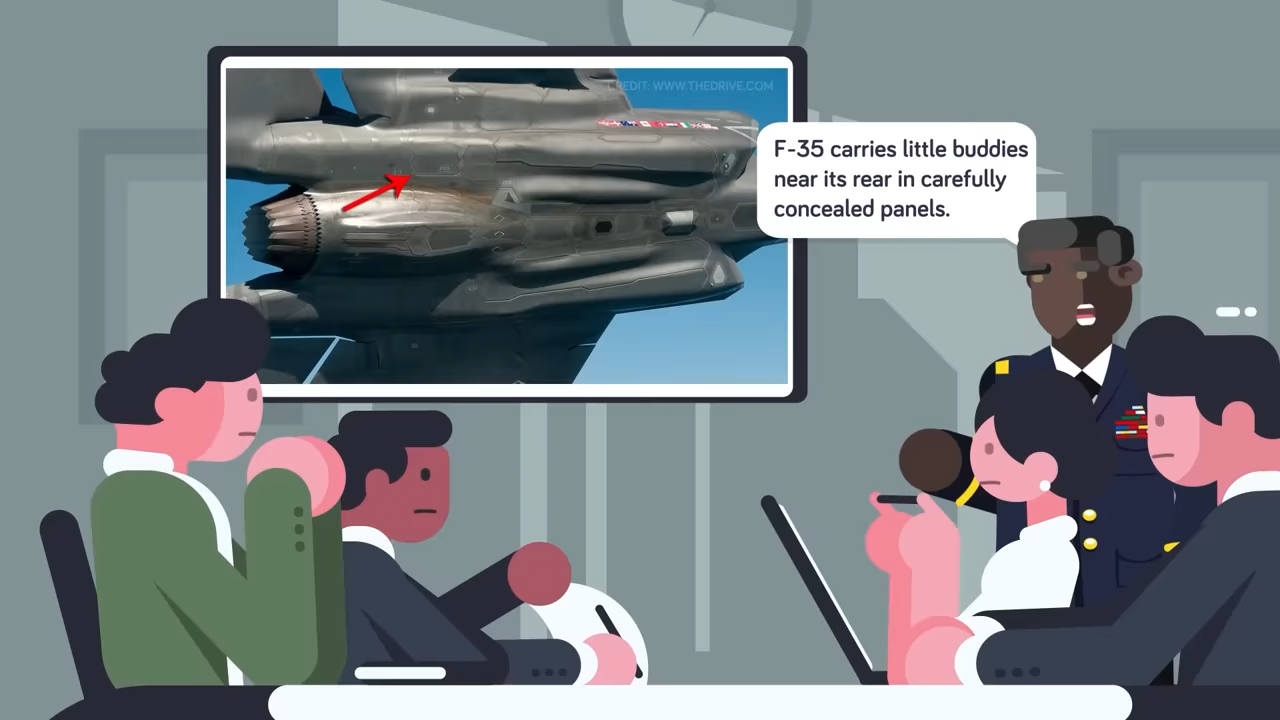 CREDIT: WWW.THEDRIVE.COM
F-35 carries little buddies
near its rear in carefully
concealed panels.